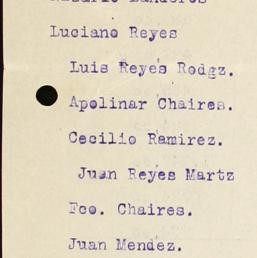 Luciano Reyes
Luis Reyes Rodgz.
Apolinar Chaires.
Cecilio Ramirez.
Juan Reyes Martz
Fco. Chaires.
Juan Mendez.